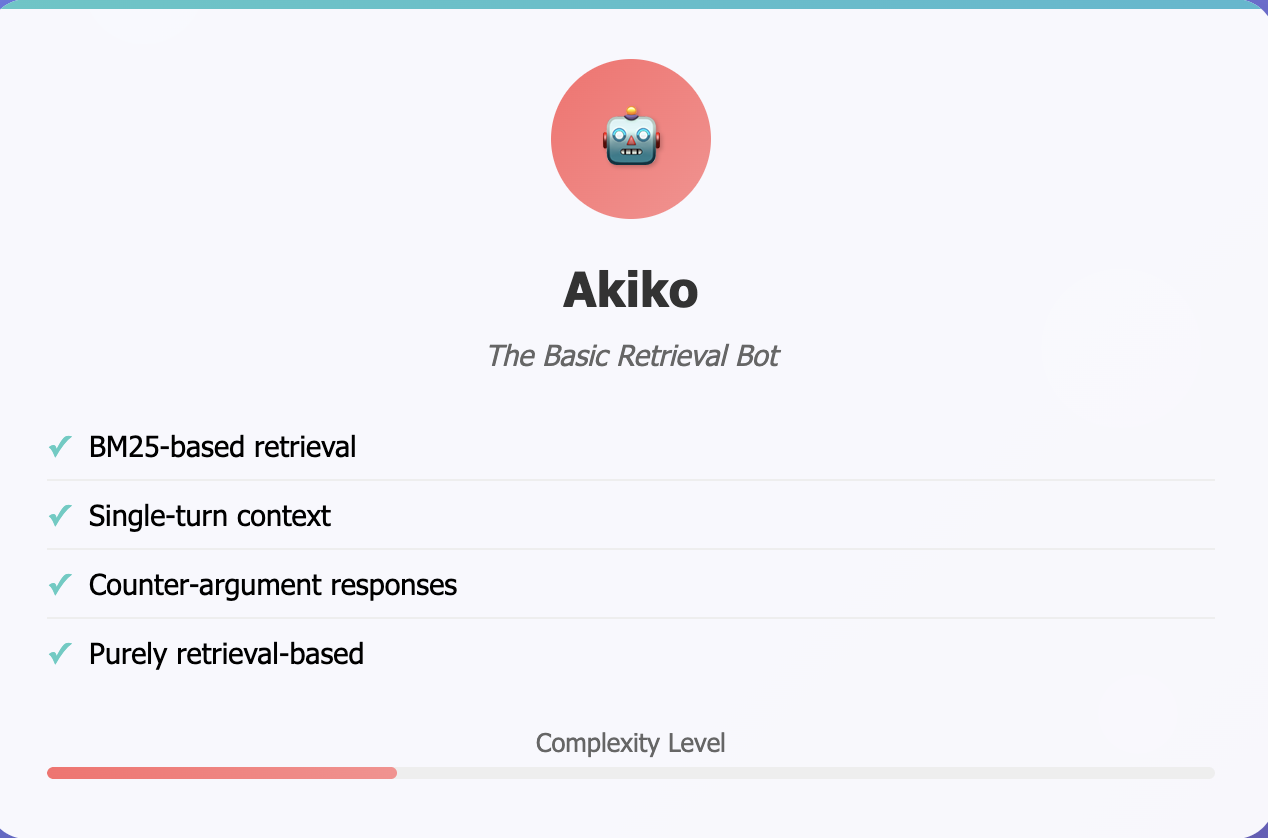 Akiko
The Basic Retrieval Bot
✓ BM25-based retrieval
✓ Single-turn context
✓ Counter-argument responses
✓ Purely retrieval-based
Complexity Level